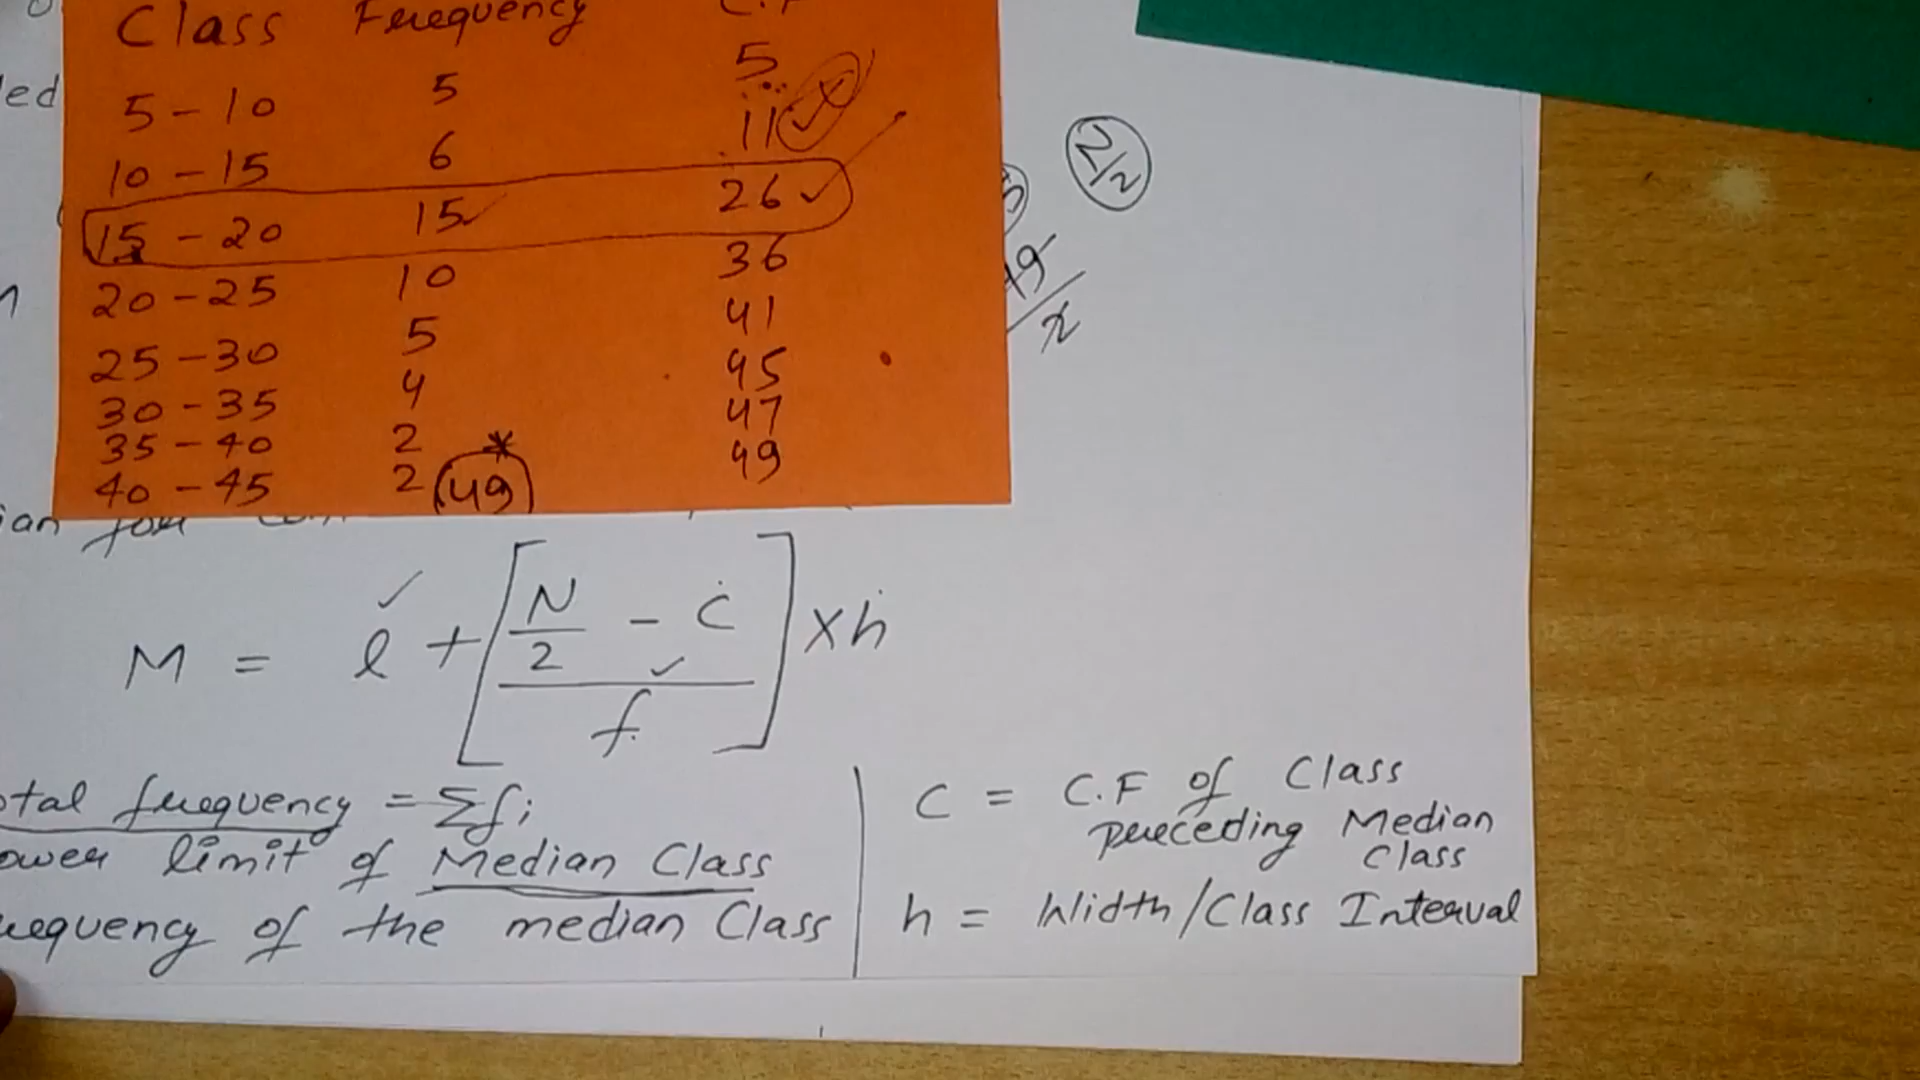 Class Frequency C.F
5
5 - 10 5
10 - 15 6 11
15 - 20 15 26
20 - 25 10 36
25 - 30 5 41
30 - 35 4 45
35 - 40 2 47
40 - 45 2 49 49
2/2
49/2
M = l + [N/2 - C / f] x h
otal frequency = Σfi
ower limit of Median Class
requency of the median Class
C = C.F of Class
preceding Median
Class
h = Width/Class Interval